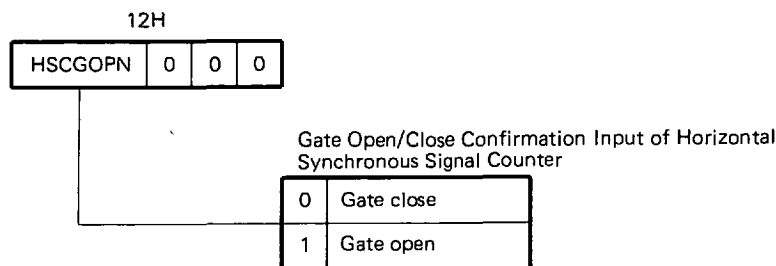 12H
HSCGOPN 0 0 0
Gate Open/Close Confirmation Input of Horizontal
Synchronous Signal Counter
0 Gate close
1 Gate open